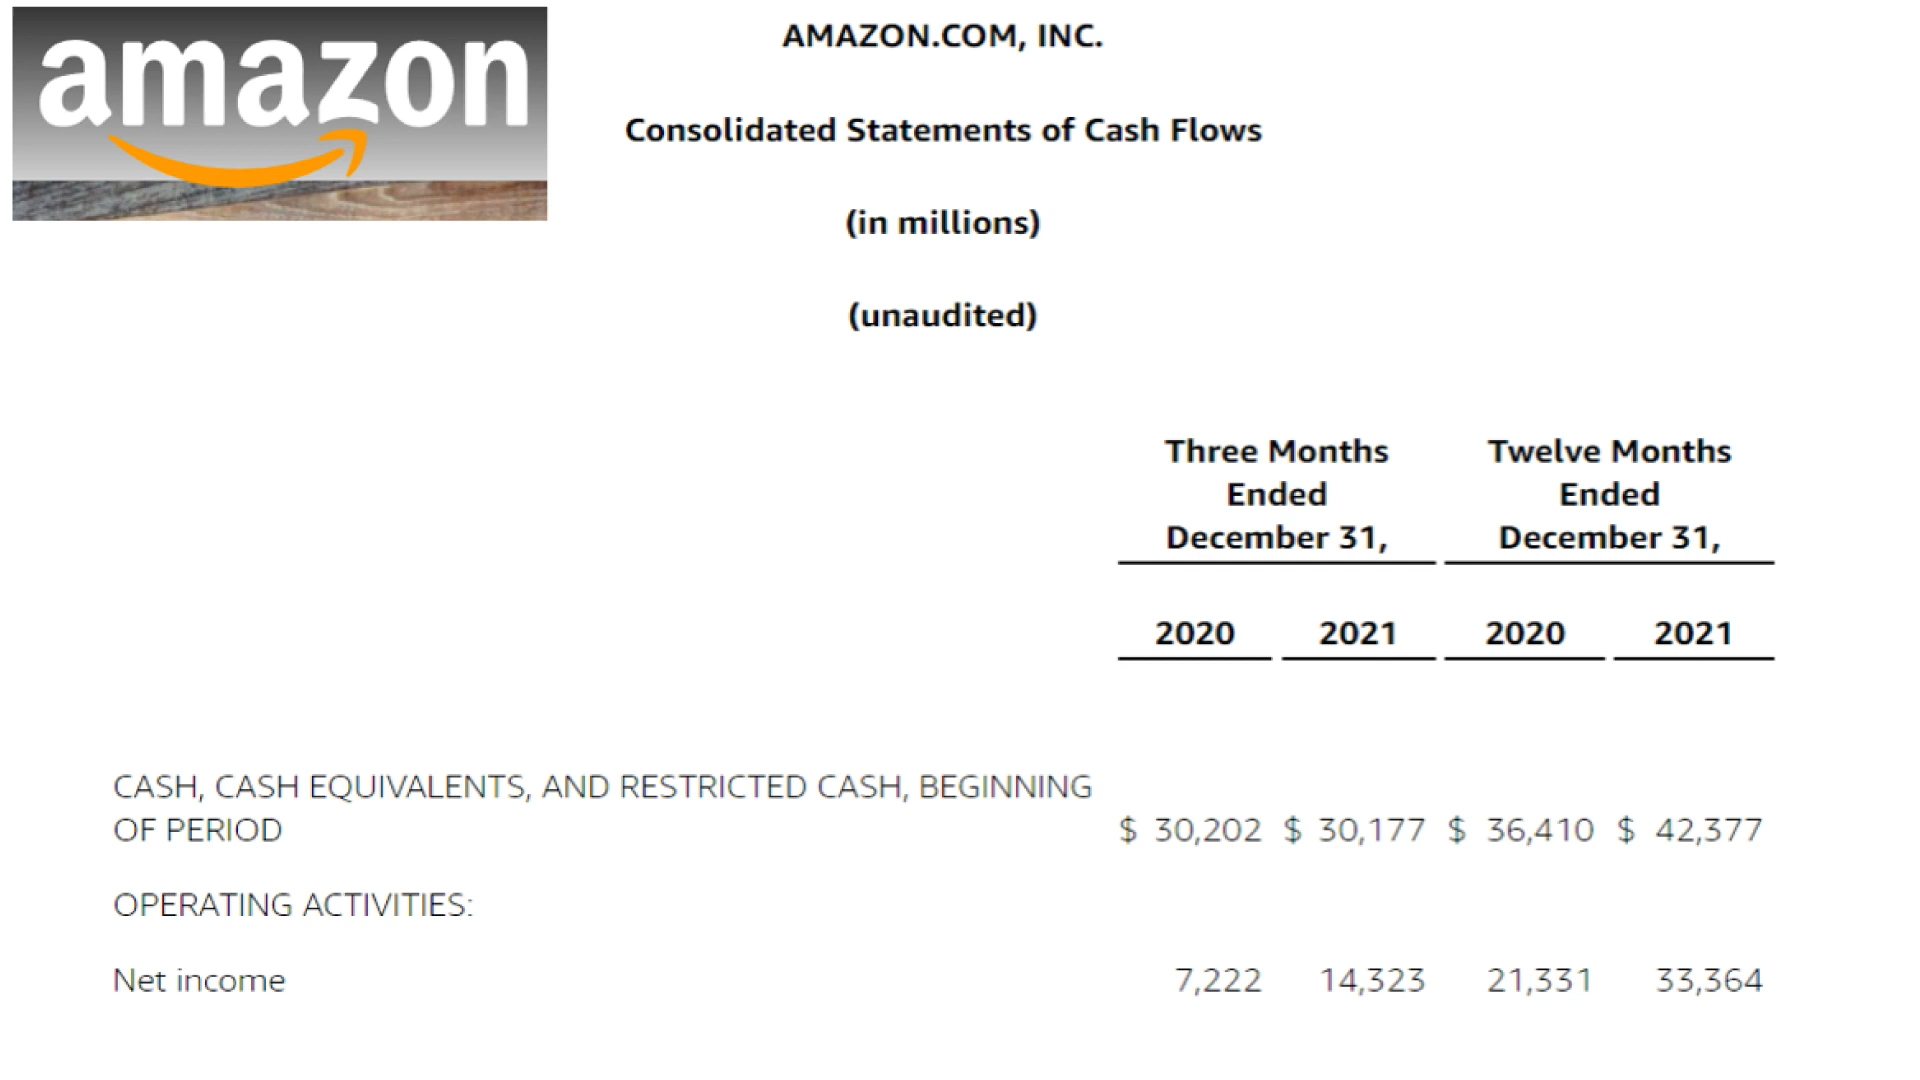 amazon
AMAZON.COM, INC.
Consolidated Statements of Cash Flows
(in millions)
(unaudited)
Three Months Ended December 31,
Twelve Months Ended December 31,
2020 2021 2020 2021
CASH, CASH EQUIVALENTS, AND RESTRICTED CASH, BEGINNING
OF PERIOD $ 30,202 $ 30,177 $ 36,410 $ 42,377
OPERATING ACTIVITIES:
Net income 7,222 14,323 21,331 33,364